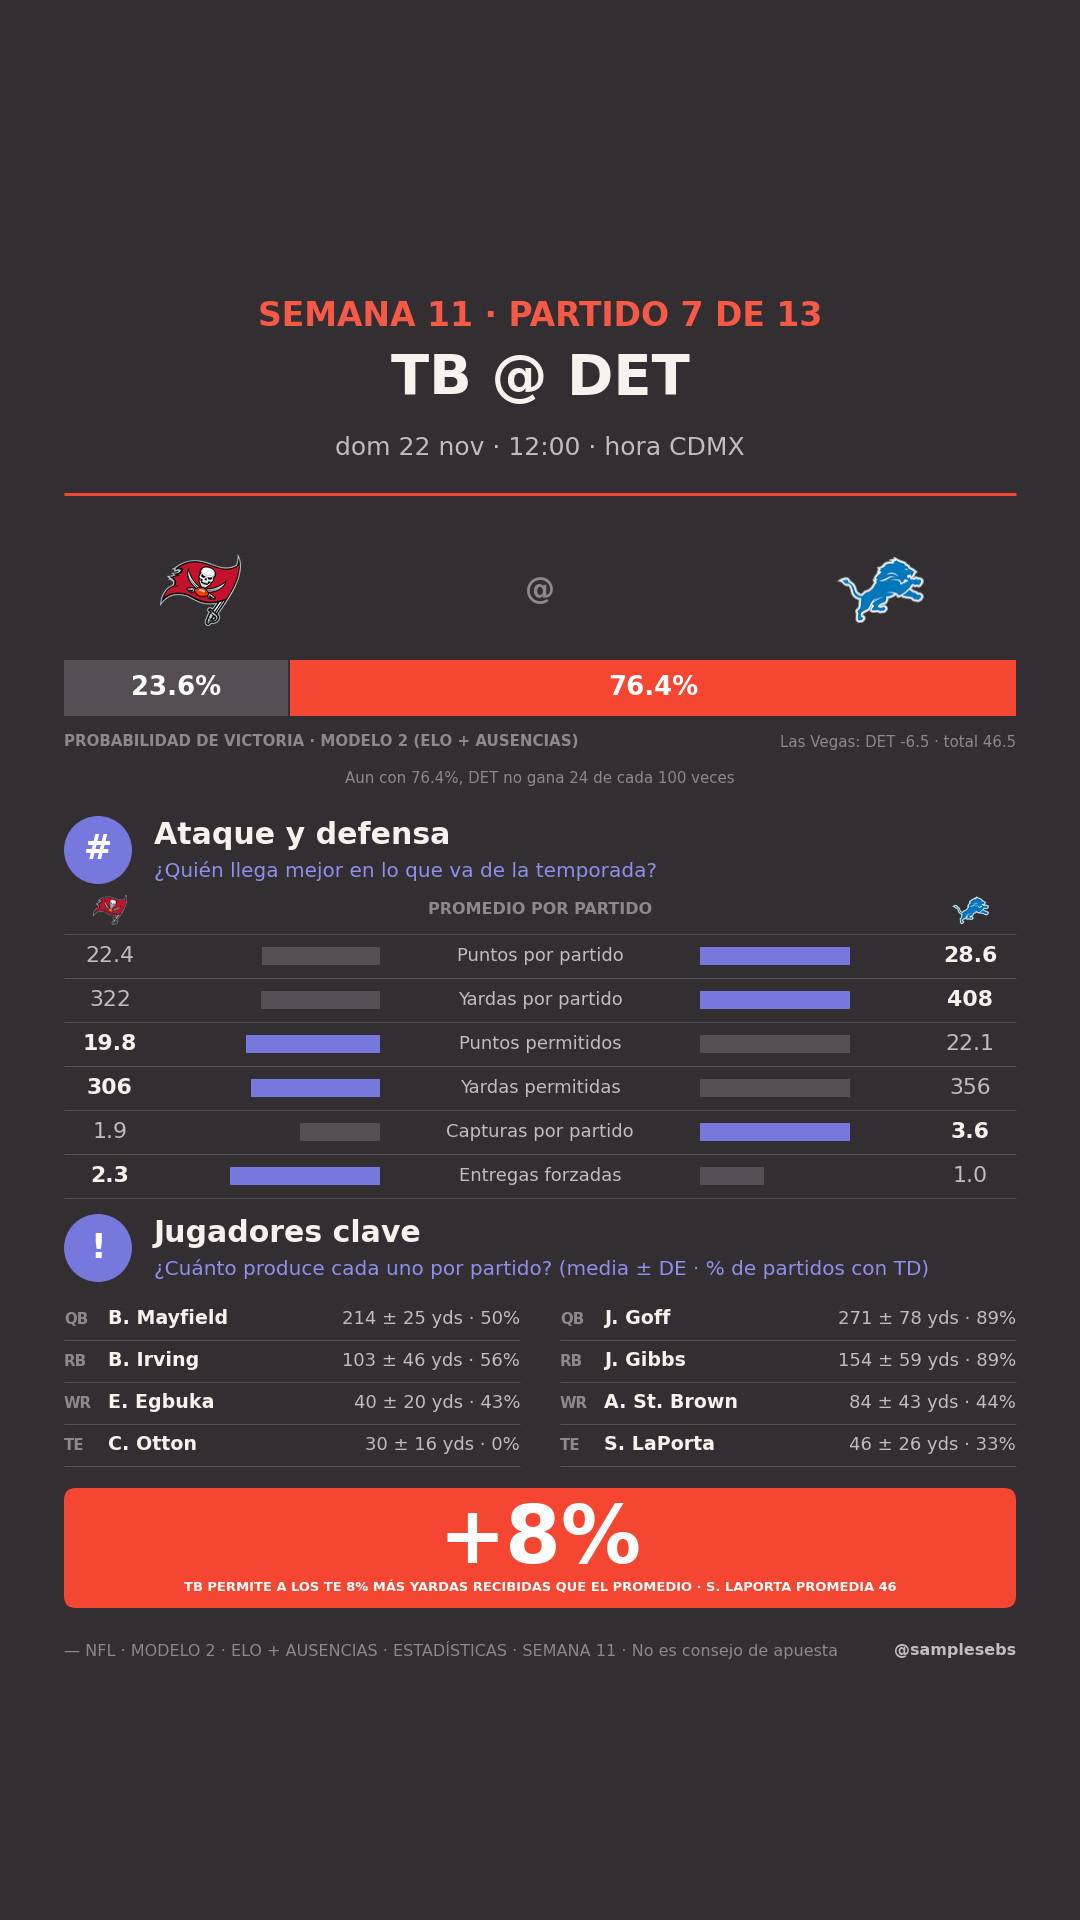 SEMANA 11 · PARTIDO 7 DE 13
TB @ DET
dom 22 nov · 12:00 · hora CDMX
@
23.6% 76.4%
PROBABILIDAD DE VICTORIA · MODELO 2 (ELO + AUSENCIAS) Las Vegas: DET -6.5 · total 46.5
Aun con 76.4%, DET no gana 24 de cada 100 veces
# Ataque y defensa
¿Quién llega mejor en lo que va de la temporada?
PROMEDIO POR PARTIDO
22.4 Puntos por partido 28.6
322 Yardas por partido 408
19.8 Puntos permitidos 22.1
306 Yardas permitidas 356
1.9 Capturas por partido 3.6
2.3 Entregas forzadas 1.0
! Jugadores clave
¿Cuánto produce cada uno por partido? (media ± DE · % de partidos con TD)
QB B. Mayfield 214 ± 25 yds · 50% QB J. Goff 271 ± 78 yds · 89%
RB B. Irving 103 ± 46 yds · 56% RB J. Gibbs 154 ± 59 yds · 89%
WR E. Egbuka 40 ± 20 yds · 43% WR A. St. Brown 84 ± 43 yds · 44%
TE C. Otton 30 ± 16 yds · 0% TE S. LaPorta 46 ± 26 yds · 33%
+8%
TB PERMITE A LOS TE 8% MÁS YARDAS RECIBIDAS QUE EL PROMEDIO · S. LAPORTA PROMEDIA 46
— NFL · MODELO 2 · ELO + AUSENCIAS · ESTADÍSTICAS · SEMANA 11 · No es consejo de apuesta @samplesebs